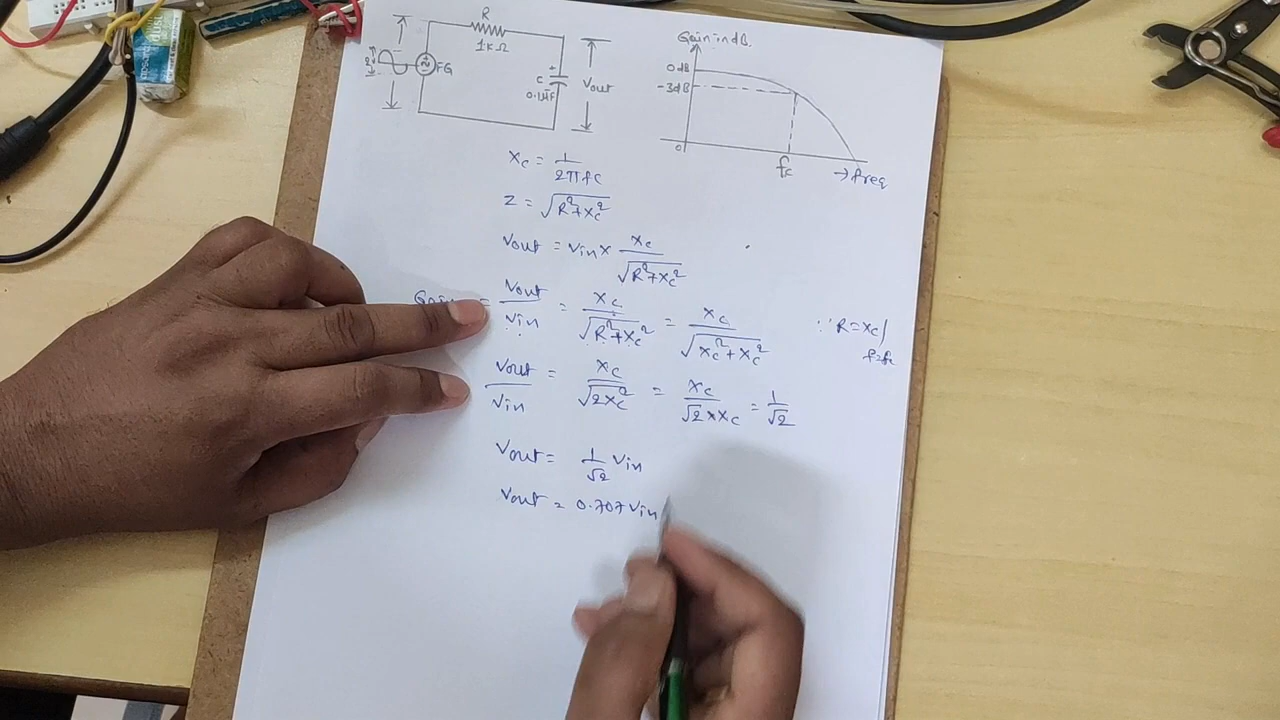 R
1kΩ
FG
C
+
0.1μF
Vout
Gain in dB.
0dB
-3dB
0
fc
→ freq
Xc = 1/2πfC
Z = √R²+Xc²
Vout = Vin × Xc/√R²+Xc²
Vout/Vin = Xc/√R²+Xc² = Xc/√Xc²+Xc² ∵ R=Xc/
f=fc
Vout/Vin = Xc/√2Xc² = Xc/√2 × Xc = 1/√2
Vout = 1/√2 Vin
Vout = 0.707 Vin